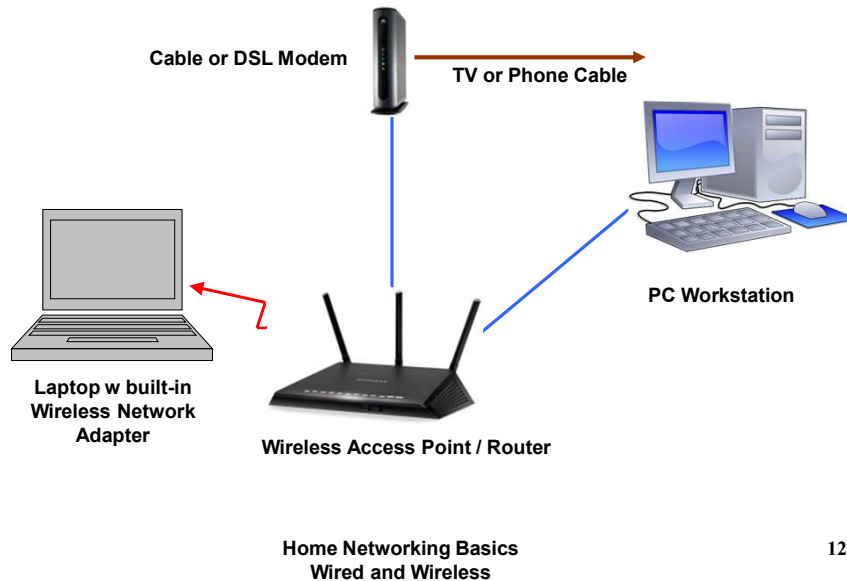 Cable or DSL Modem
TV or Phone Cable
PC Workstation
Laptop w built-in
Wireless Network
Adapter
Wireless Access Point / Router
Home Networking Basics
Wired and Wireless
12